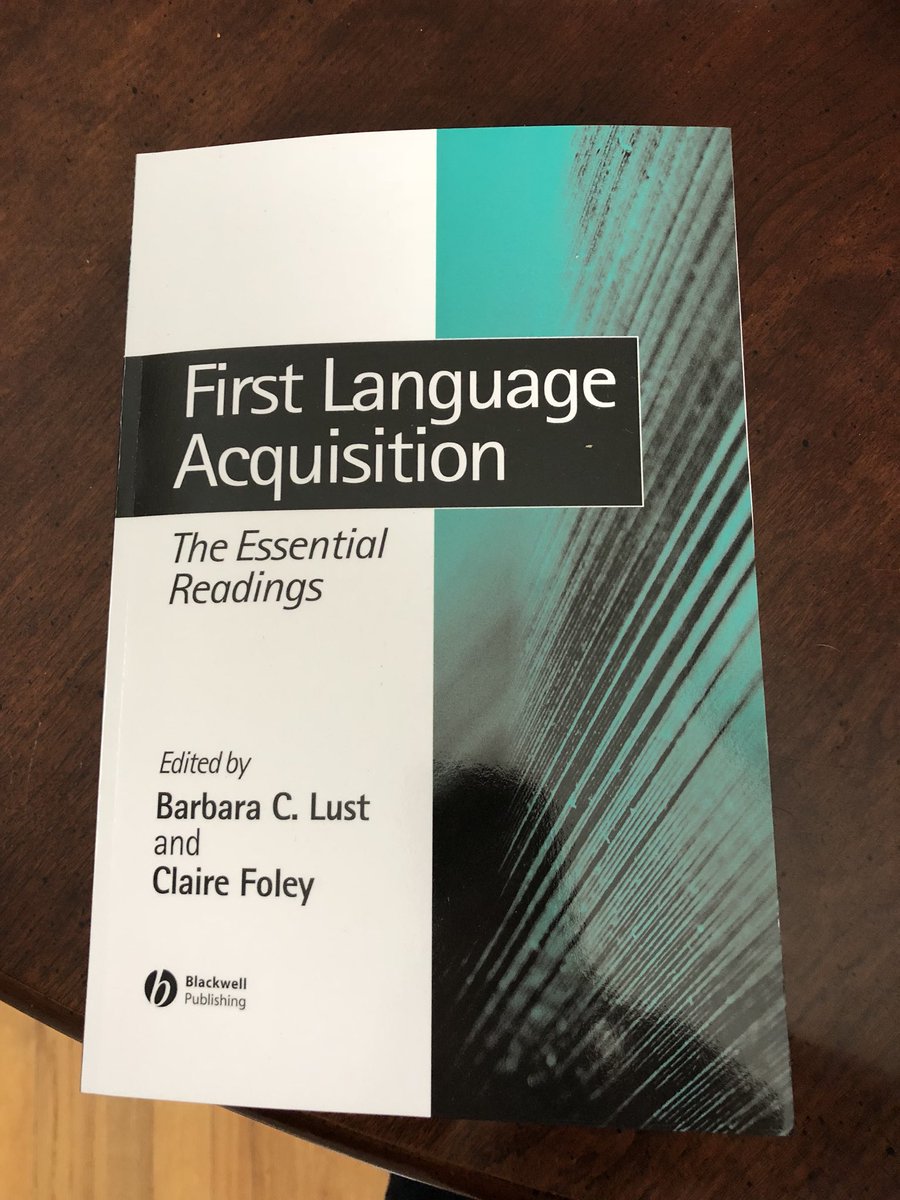 First Language
Acquisition
The Essential
Readings
Edited by
Barbara C. Lust
and
Claire Foley
b
Blackwell
Publishing